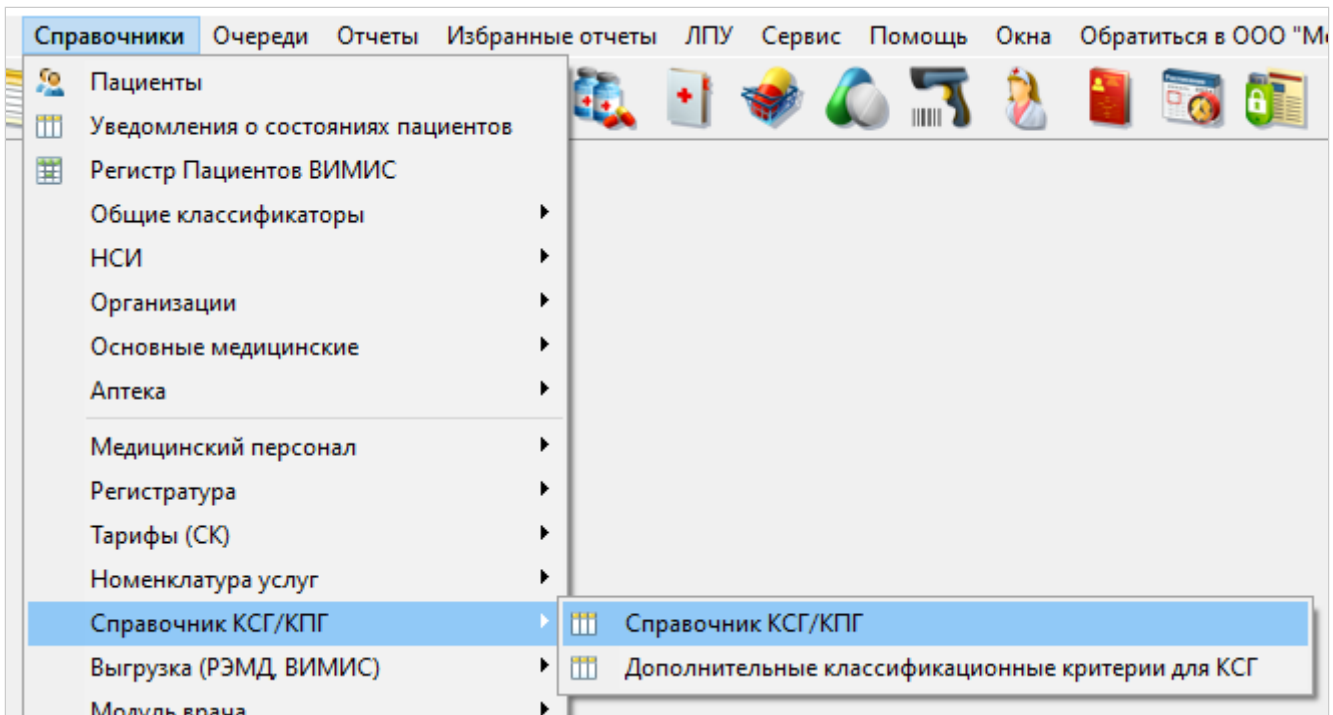 Справочники Очереди Отчеты Избранные отчеты ЛПУ Сервис Помощь Окна Обратиться в ООО "М
Пациенты
Уведомления о состояниях пациентов
Регистр Пациентов ВИМИС
Общие классификаторы
НСИ
Организации
Основные медицинские
Аптека
Медицинский персонал
Регистратура
Тарифы (СК)
Номенклатура услуг
Справочник КСГ/КПГ
Справочник КСГ/КПГ
Выгрузка (РЭМД, ВИМИС)
Дополнительные классификационные критерии для КСГ
Модуль врача